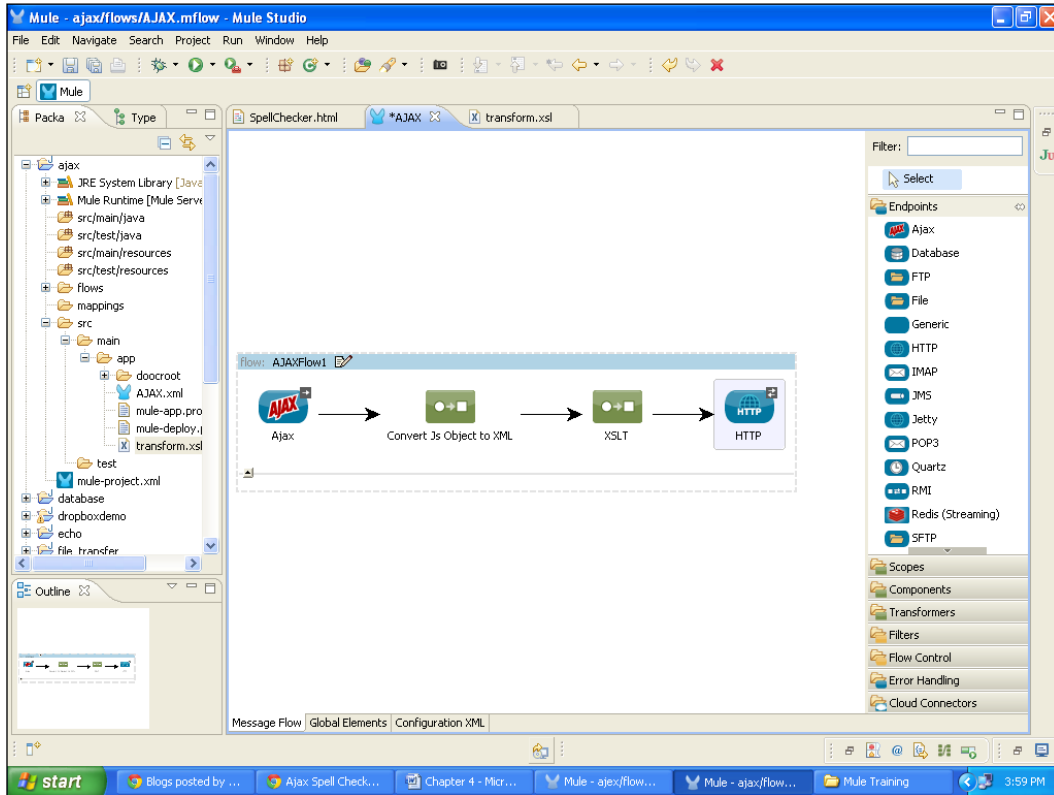 Mule - ajax/flows/AJAX.mflow - Mule Studio
File Edit Navigate Search Project Run Window Help
Mule
Packa
Type
SpellChecker.html
*AJAX
transform.xsl
ajax
JRE System Library [Java
Mule Runtime [Mule Serve
src/main/java
src/test/java
src/main/resources
src/test/resources
flows
mappings
src
main
app
doocroot
AJAX.xml
mule-app.pro
mule-deploy.p
transform.xsl
test
mule-project.xml
database
dropboxdemo
echo
file_transfer
Outline
flow: AJAXFlow1
AJAX
HTTP
Ajax
Convert Js Object to XML
XSLT
HTTP
Message Flow
Global Elements
Configuration XML
Filter:
Select
Endpoints
Ajax
Database
FTP
File
Generic
HTTP
IMAP
JMS
Jetty
POP3
Quartz
RMI
Redis (Streaming)
SFTP
Scopes
Components
Transformers
Filters
Flow Control
Error Handling
Cloud Connectors
Ju
start
Blogs posted by ...
Ajax Spell Check...
Chapter 4 - Micr...
Mule - ajex/flow...
Mule - ajax/flow...
Mule Training
3:59 PM